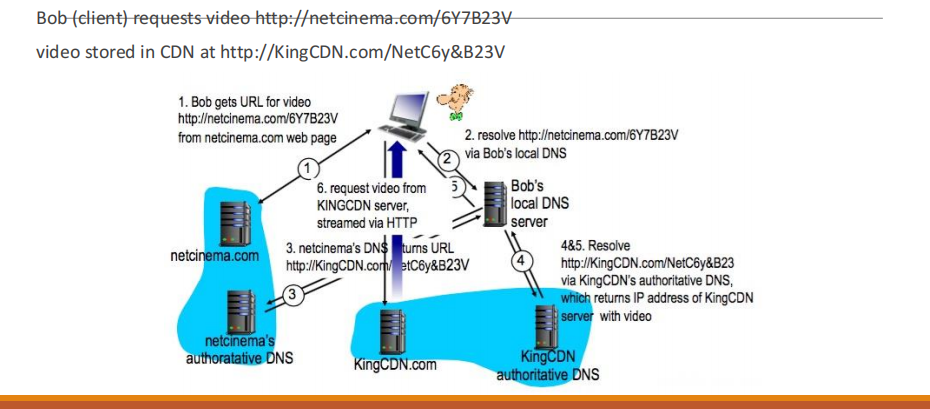 Bob (client) requests video http://netcinema.com/6Y7B23V
video stored in CDN at http://KingCDN.com/NetC6y&B23V
1. Bob gets URL for video
http://netcinema.com/6Y7B23V
from netcinema.com web page
2. resolve http://netcinema.com/6Y7B23V
via Bob's local DNS
1
2
5
6. request video from
KINGCDN server,
streamed via HTTP
Bob's
local DNS
server
netcinema.com
3. netcinema's DNS turns URL
http://KingCDN.com/ etC6y&B23V
3
4
4&5. Resolve
http://KingCDN.com/NetC6y&B23
via KingCDN's authoritative DNS,
which returns IP address of KingCDN
server with video
netcinema's
authoratative DNS
KingCDN.com
KingCDN
authoritative DNS